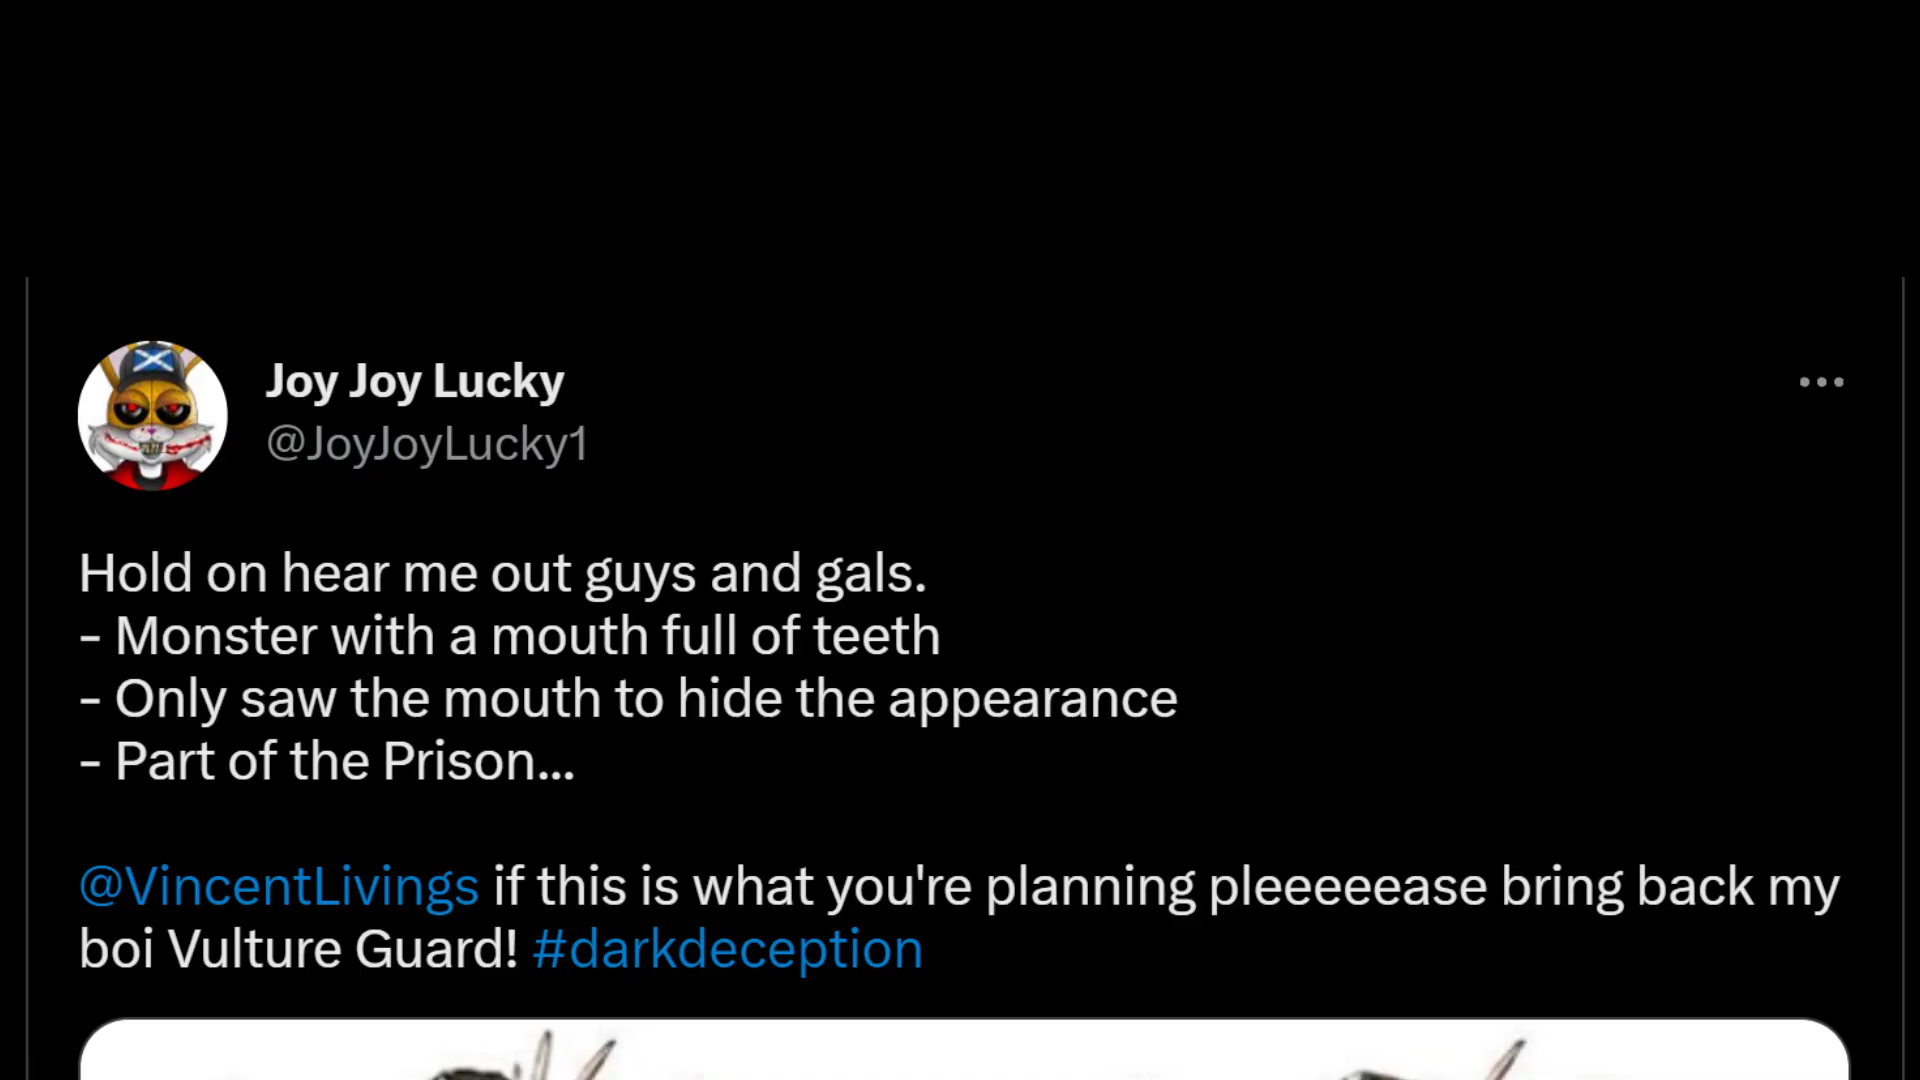 Joy Joy Lucky
@JoyJoyLucky1
Hold on hear me out guys and gals.
- Monster with a mouth full of teeth
- Only saw the mouth to hide the appearance
- Part of the Prison...
@VincentLivings if this is what you're planning pleeeeease bring back my
boi Vulture Guard! #darkdeception